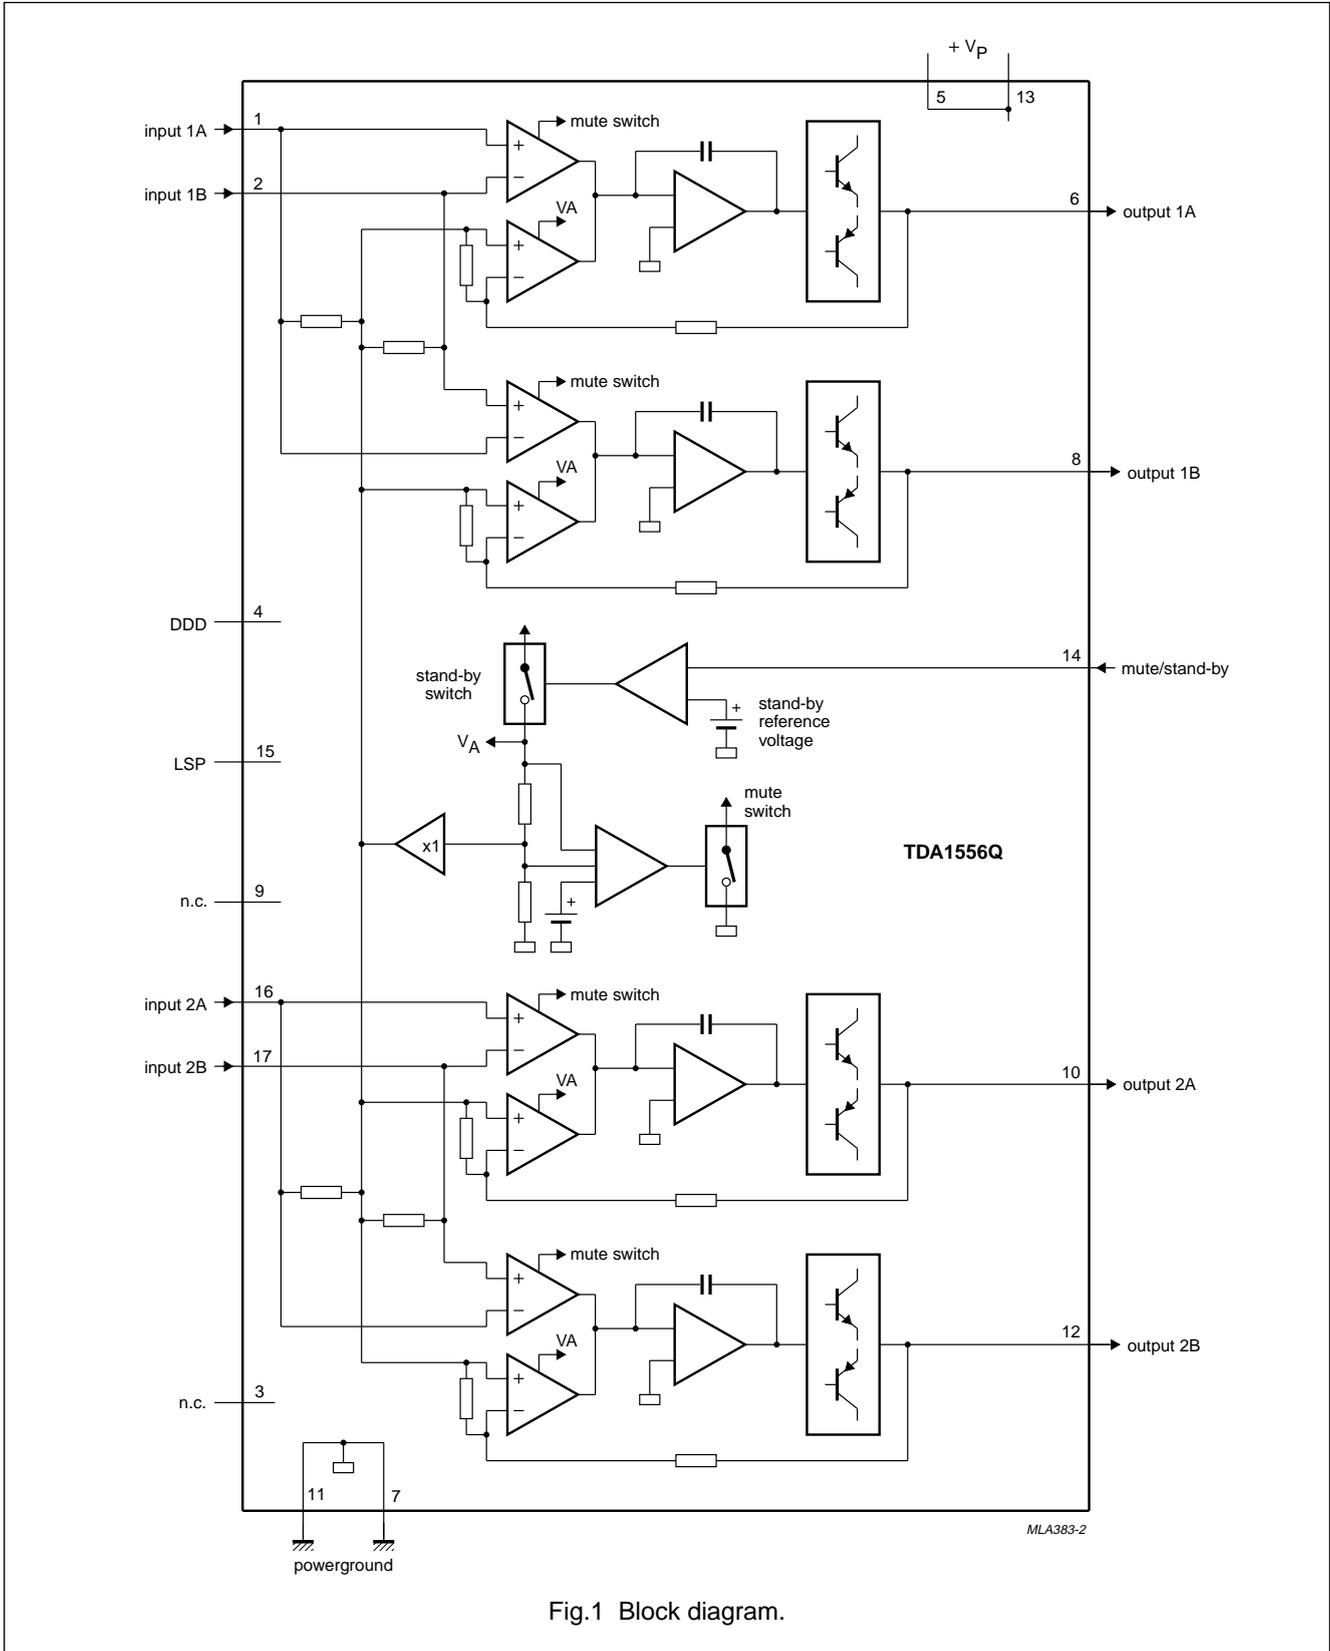 + VP
5
13
input 1A
1
mute switch
+
−
input 1B
2
VA
+
−
6
output 1A
mute switch
+
−
VA
+
−
8
output 1B
DDD
4
14
mute/stand-by
stand-by
switch
+
stand-by
reference
voltage
VA
LSP
15
mute
switch
x1
TDA1556Q
n.c.
9
+
input 2A
16
mute switch
+
−
input 2B
17
VA
+
−
10
output 2A
mute switch
+
−
VA
+
−
12
output 2B
n.c.
3
11
7
powerground
MLA383-2
Fig.1 Block diagram.